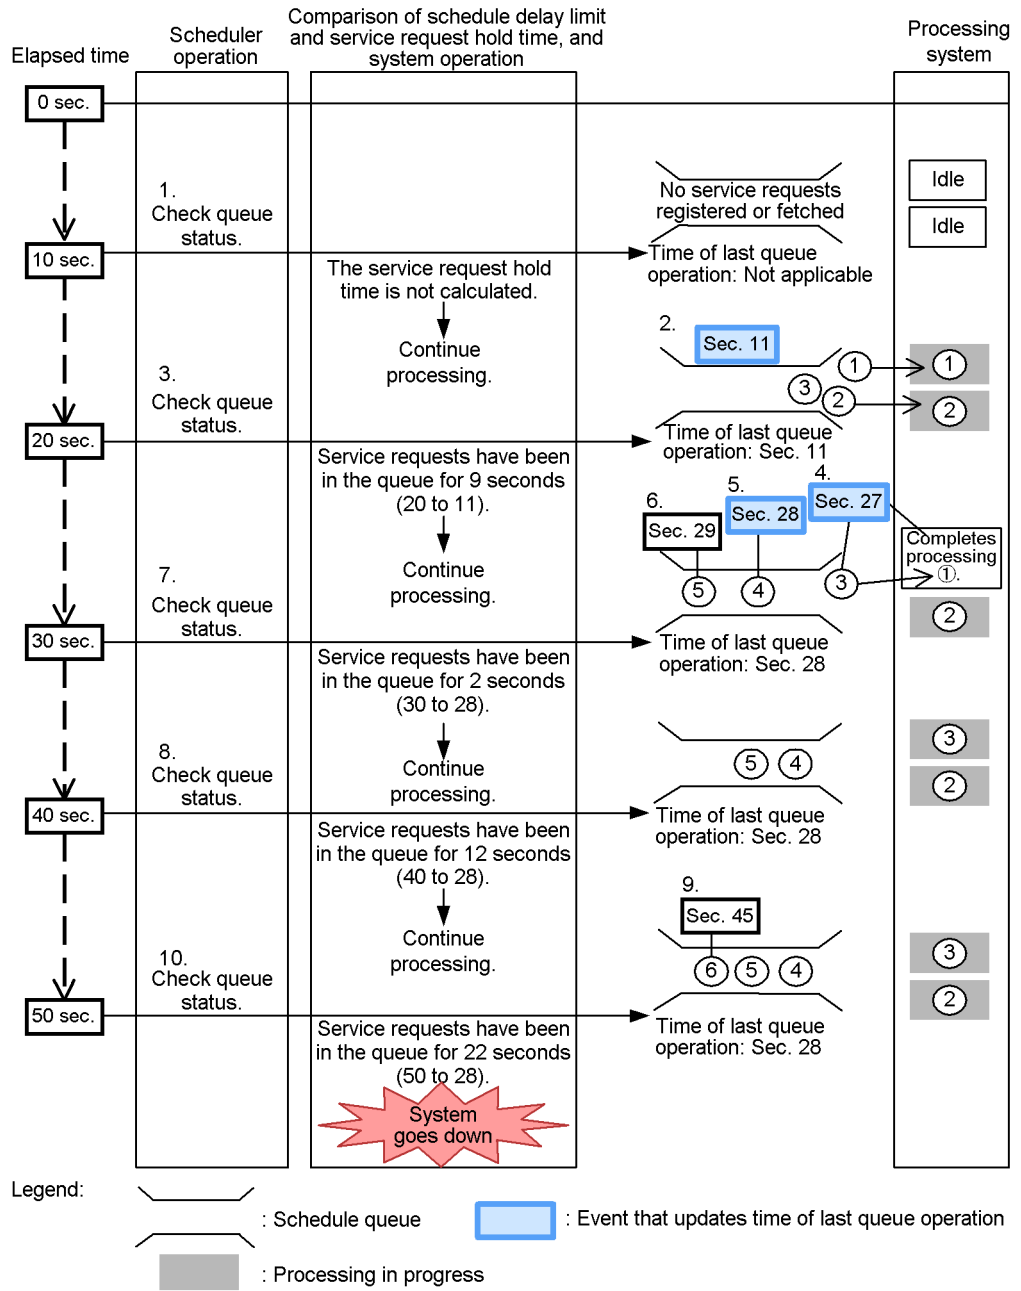 Comparison of schedule delay limit
and service request hold time, and
system operation
Scheduler
operation
Processing
system
Elapsed time
0 sec.
1.
Check queue
status.
No service requests
registered or fetched
Idle
Idle
10 sec.
Time of last queue
operation: Not applicable
The service request hold
time is not calculated.
Continue
processing.
2.
Sec. 11
1
1
3
2
2
3.
Check queue
status.
20 sec.
Time of last queue
operation: Sec. 11
Service requests have been
in the queue for 9 seconds
(20 to 11).
Continue
processing.
4.
Sec. 27
5.
Sec. 28
6.
Sec. 29
Completes
processing
①.
5
4
3
2
7.
Check queue
status.
30 sec.
Time of last queue
operation: Sec. 28
Service requests have been
in the queue for 2 seconds
(30 to 28).
Continue
processing.
5
4
3
2
8.
Check queue
status.
40 sec.
Time of last queue
operation: Sec. 28
Service requests have been
in the queue for 12 seconds
(40 to 28).
Continue
processing.
9.
Sec. 45
6
5
4
3
2
10.
Check queue
status.
50 sec.
Time of last queue
operation: Sec. 28
Service requests have been
in the queue for 22 seconds
(50 to 28).
System
goes down
Legend:
: Schedule queue
: Event that updates time of last queue operation
: Processing in progress